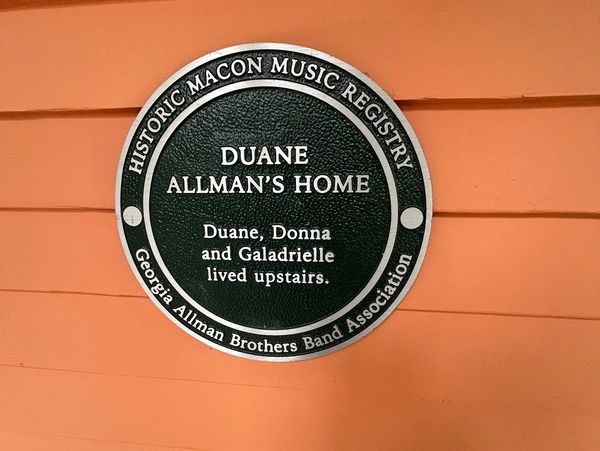 HISTORIC MACON MUSIC REGISTRY
DUANE
ALLMAN'S HOME
Duane, Donna
and Galadrielle
lived upstairs.
Georgia Allman Brothers Band Association